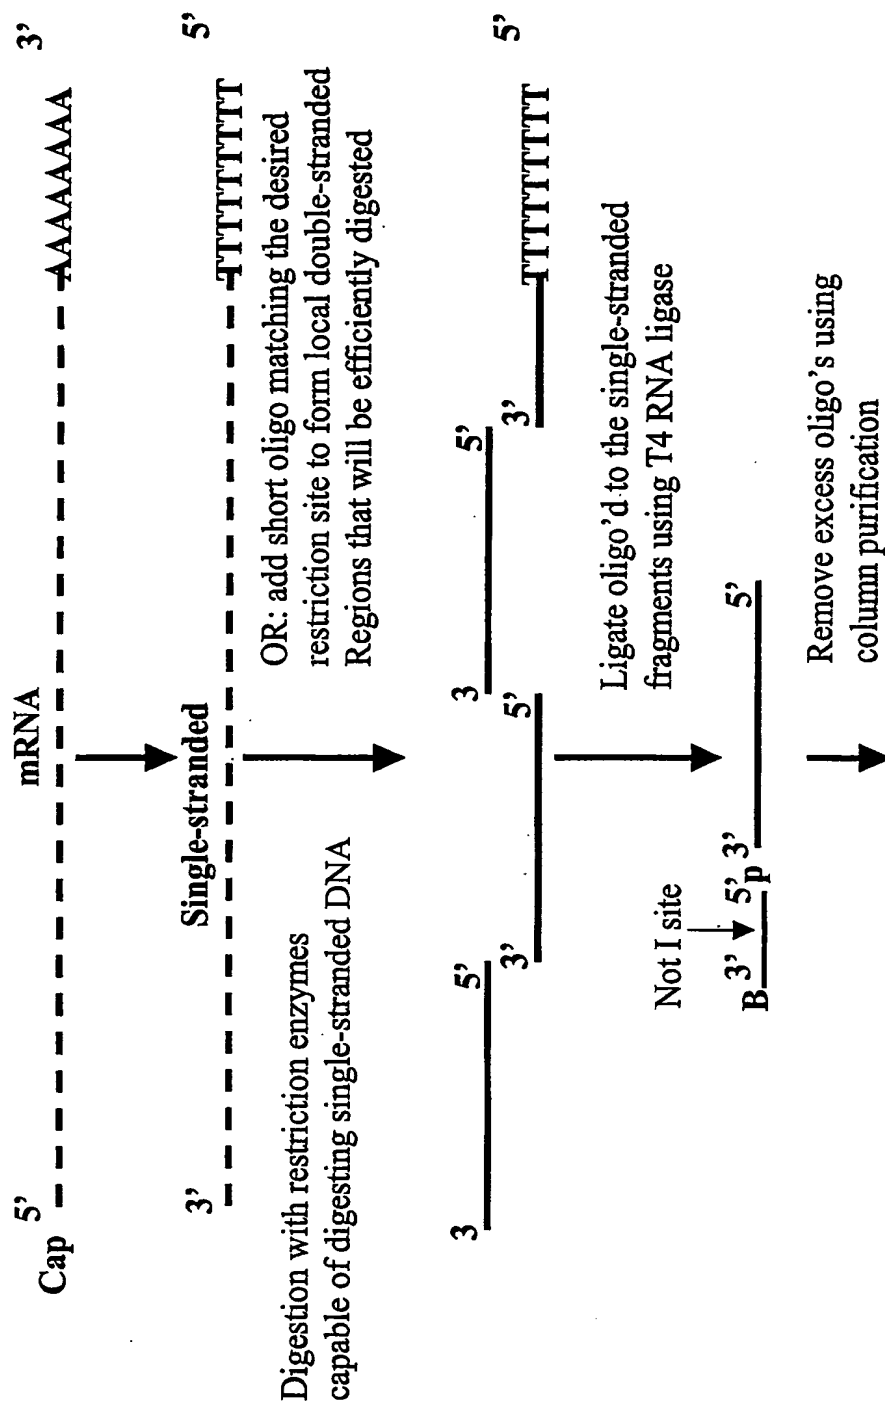 mRNA
5’ 3’
Cap AAAAAAAA
Single-stranded
3’ TTTTTTTTT 5’
Digestion with restriction enzymes
capable of digesting single-stranded DNA
OR: add short oligo matching the desired
restriction site to form local double-stranded
Regions that will be efficiently digested
3 5’ 3 5’
3’ 5’ 3’ TTTTTTTTT 5’
Ligate oligo’d to the single-stranded
fragments using T4 RNA ligase
Not I site
B 3’ 5’ p 3’ 5’
Remove excess oligo’s using
column purification